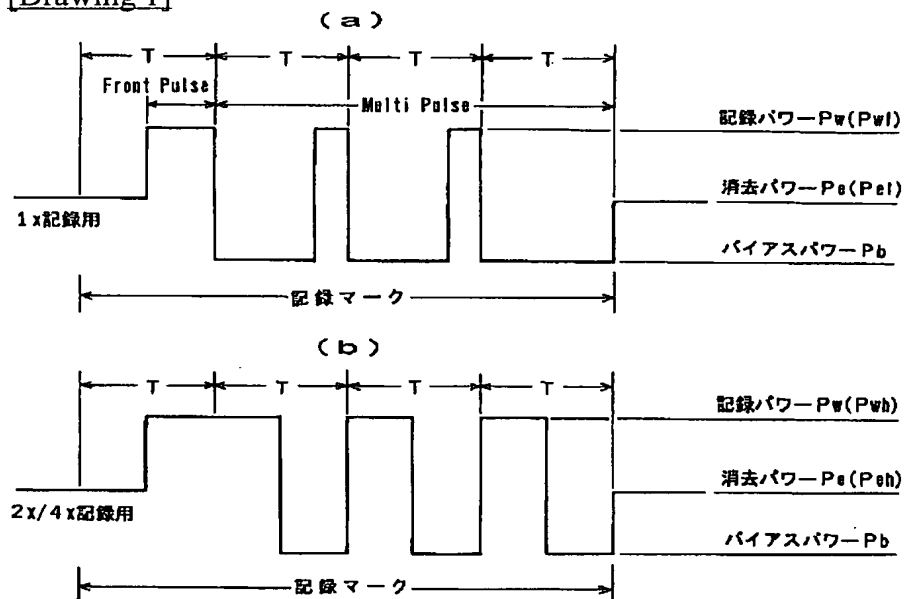 [Drawing 1]
(a)
T T T T
Front Pulse
Multi Pulse
記録パワーPw(Pwl)
消去パワーPe(Pel)
1x記録用
バイアスパワーPb
記録マーク
(b)
T T T T
記録パワーPw(Pwh)
消去パワーPe(Peh)
2x/4x記録用
バイアスパワーPb
記録マーク